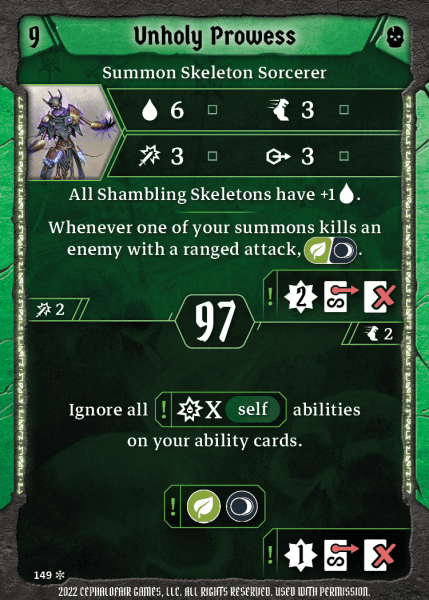 9
Unholy Prowess
Summon Skeleton Sorcerer
6 3
3 3
All Shambling Skeletons have +1 .
Whenever one of your summons kills an
enemy with a ranged attack, .
! 2
2
97
2
Ignore all ! X self abilities
on your ability cards.
!
! 1
149
2022 CEPHALOFAIR GAMES, LLC. ALL RIGHTS RESERVED. USED WITH PERMISSION.